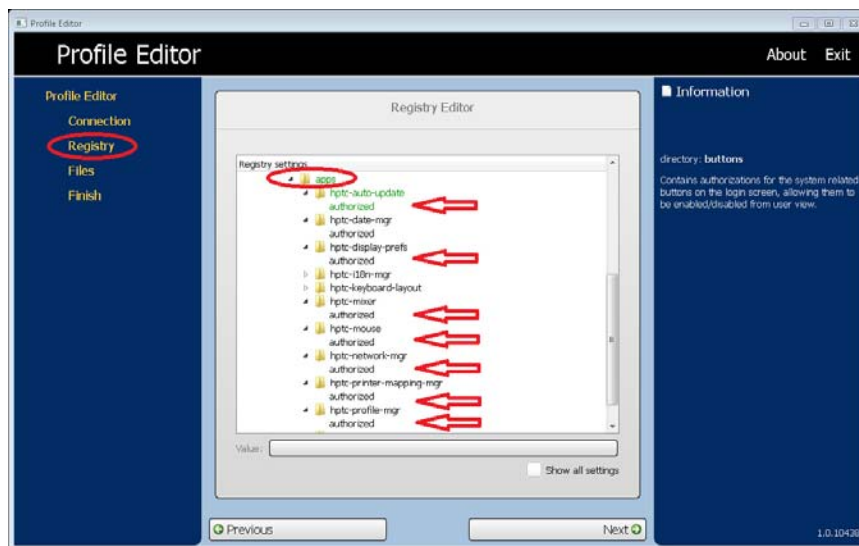 Profile Editor
Profile Editor
About Exit
Profile Editor
Connection
Registry
Files
Finish
Registry Editor
Registry settings
apps
hptc-auto-update
authorized
hptc-date-mgr
authorized
hptc-display-prefs
authorized
hptc-i18n-mgr
hptc-keyboard-layout
hptc-mixer
authorized
hptc-mouse
authorized
hptc-network-mgr
authorized
hptc-printer-mapping-mgr
authorized
hptc-profile-mgr
authorized
Value:
Show all settings
Previous
Next
Information
directory: buttons
Contains authorizations for the system related
buttons on the login screen, allowing them to
be enabled/disabled from user view.